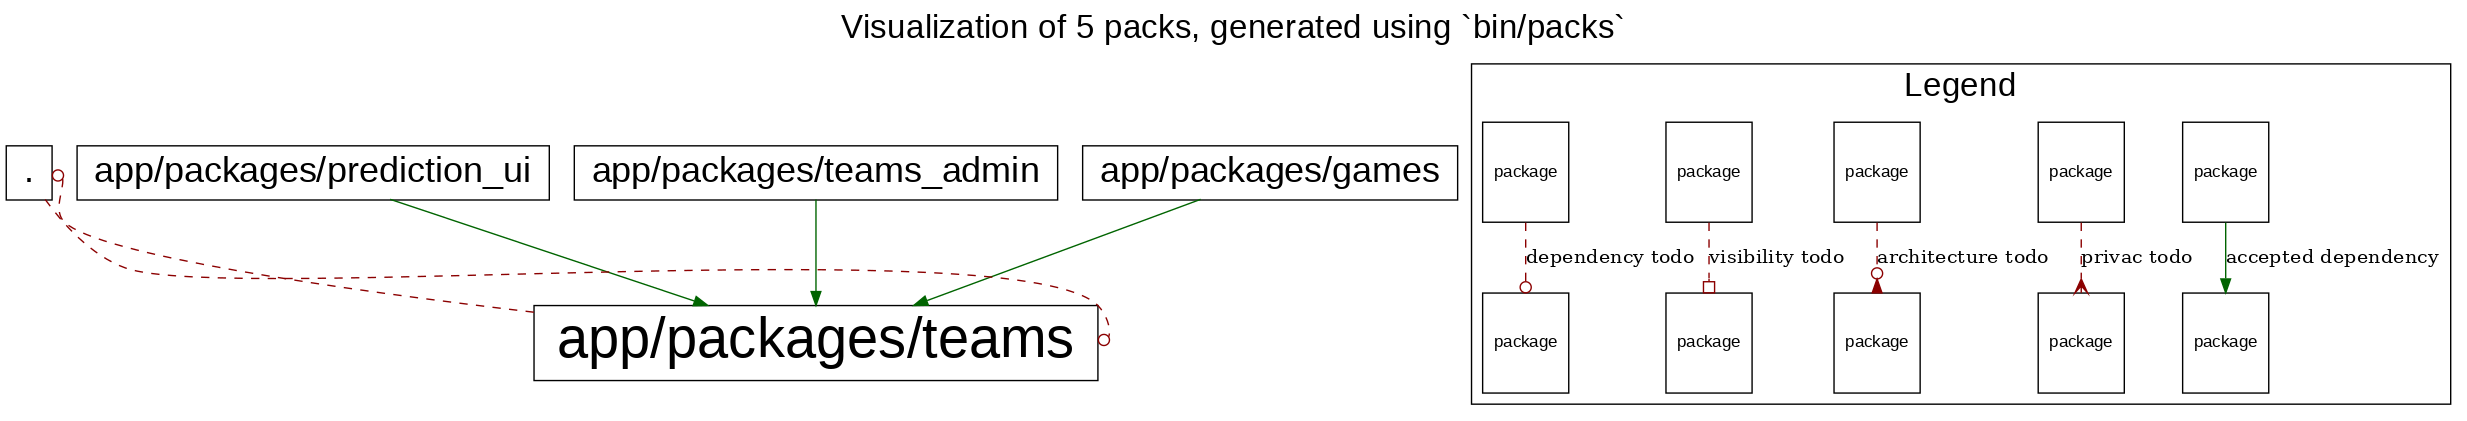 Visualization of 5 packs, generated using `bin/packs`
Legend
.
app/packages/prediction_ui
app/packages/teams_admin
app/packages/games
package
package
package
package
package
dependency todo
visibility todo
architecture todo
privac todo
accepted dependency
app/packages/teams
package
package
package
package
package